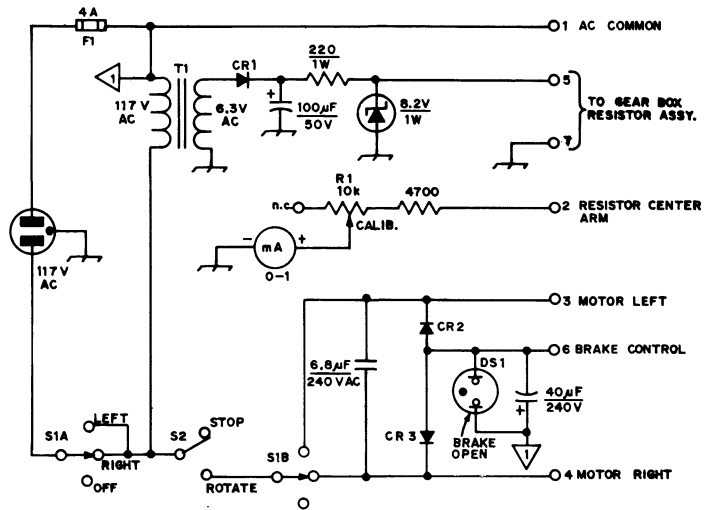 4 A
F1
1 AC COMMON
1
T1
117 V
AC
6.3V
AC
CR1
+
100µF
50V
220
1W
8.2V
1W
5
7
TO GEAR BOX
RESISTOR ASSY.
n.c.
R1
10k
CALIB.
4700
2 RESISTOR CENTER
ARM
- mA +
0-1
117 V
AC
3 MOTOR LEFT
CR2
6 BRAKE CONTROL
6.8µF
240 VAC
DS1
BRAKE
OPEN
40µF
240V
+
1
CR3
4 MOTOR RIGHT
S1A
LEFT
RIGHT
OFF
S2
STOP
ROTATE
S1B